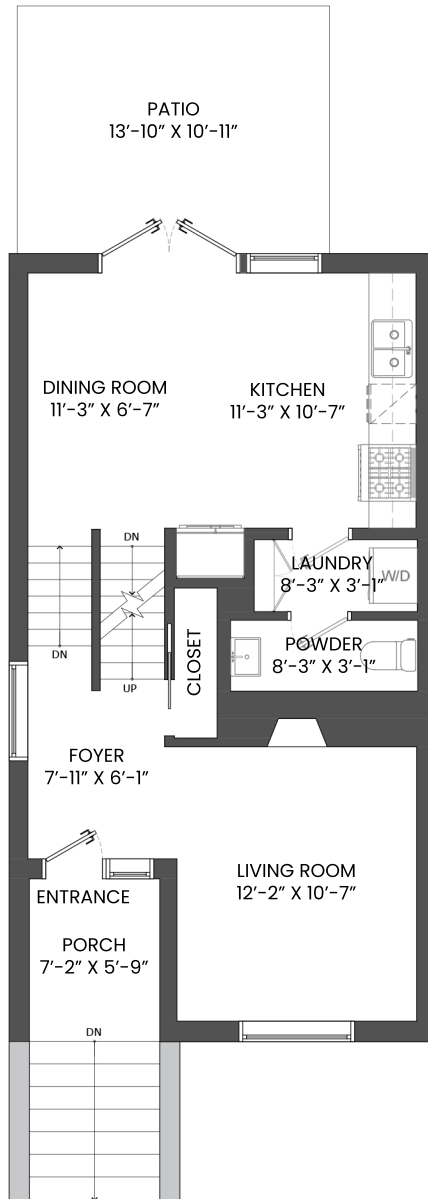 PATIO
13’-10” X 10’-11”
DINING ROOM
11’-3” X 6’-7”
KITCHEN
11’-3” X 10’-7”
DN
DN
UP
CLOSET
LAUNDRY
8’-3” X 3’-1”
W/D
POWDER
8’-3” X 3’-1”
FOYER
7’-11” X 6’-1”
LIVING ROOM
12’-2” X 10’-7”
ENTRANCE
PORCH
7’-2” X 5’-9”
DN